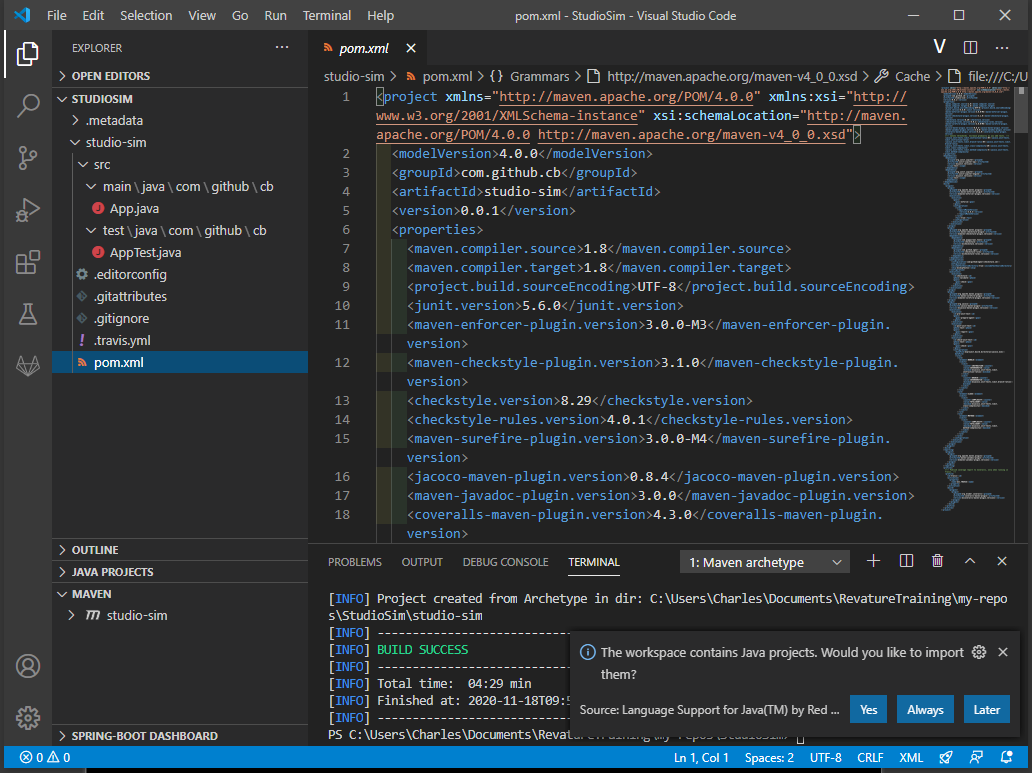 File Edit Selection View Go Run Terminal Help pom.xml - StudioSim - Visual Studio Code
EXPLORER
OPEN EDITORS
STUDIOSIM
.metadata
studio-sim
src
main\java\com\github\cb
App.java
test\java\com\github\cb
AppTest.java
.editorconfig
.gitattributes
.gitignore
.travis.yml
pom.xml
OUTLINE
JAVA PROJECTS
MAVEN
studio-sim
SPRING-BOOT DASHBOARD
pom.xml
studio-sim > pom.xml > {} Grammars > http://maven.apache.org/maven-v4_0_0.xsd > Cache > file:///C:/U
1 <project xmlns="http://maven.apache.org/POM/4.0.0" xmlns:xsi="http://
www.w3.org/2001/XMLSchema-instance" xsi:schemaLocation="http://maven.
apache.org/POM/4.0.0 http://maven.apache.org/maven-v4_0_0.xsd">
2 <modelVersion>4.0.0</modelVersion>
3 <groupId>com.github.cb</groupId>
4 <artifactId>studio-sim</artifactId>
5 <version>0.0.1</version>
6 <properties>
7 <maven.compiler.source>1.8</maven.compiler.source>
8 <maven.compiler.target>1.8</maven.compiler.target>
9 <project.build.sourceEncoding>UTF-8</project.build.sourceEncoding>
10 <junit.version>5.6.0</junit.version>
11 <maven-enforcer-plugin.version>3.0.0-M3</maven-enforcer-plugin.
version>
12 <maven-checkstyle-plugin.version>3.1.0</maven-checkstyle-plugin.
version>
13 <checkstyle.version>8.29</checkstyle.version>
14 <checkstyle-rules.version>4.0.1</checkstyle-rules.version>
15 <maven-surefire-plugin.version>3.0.0-M4</maven-surefire-plugin.
version>
16 <jacoco-maven-plugin.version>0.8.4</jacoco-maven-plugin.version>
17 <maven-javadoc-plugin.version>3.0.0</maven-javadoc-plugin.version>
18 <coveralls-maven-plugin.version>4.3.0</coveralls-maven-plugin.
version>
PROBLEMS OUTPUT DEBUG CONSOLE TERMINAL 1: Maven archetype
[INFO] Project created from Archetype in dir: C:\Users\Charles\Documents\RevatureTraining\my-repo
s\StudioSim\studio-sim
[INFO] -------------------------
[INFO] BUILD SUCCESS
[INFO] -------------------------
[INFO] Total time:  04:29 min
[INFO] Finished at: 2020-11-18T09:5
[INFO] -------------------------
PS C:\Users\Charles\Documents\RevatureTraining\my-repos\StudioSim>
The workspace contains Java projects. Would you like to import
them?
Source: Language Support for Java(TM) by Red ... Yes Always Later
0 0 Ln 1, Col 1 Spaces: 2 UTF-8 CRLF XML